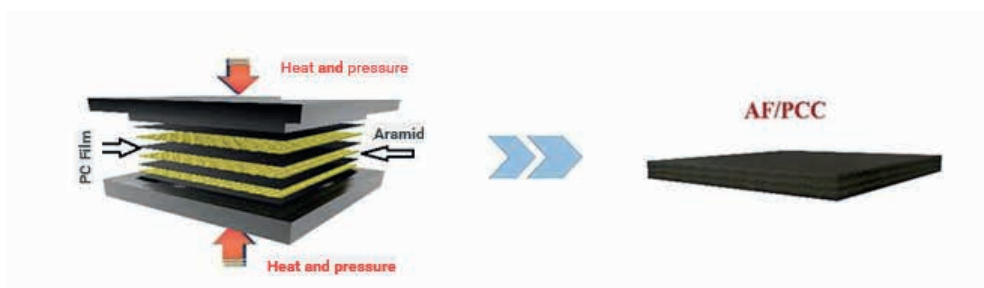 Heat and pressure
PC Film
Aramid
Heat and pressure
AF/PCC